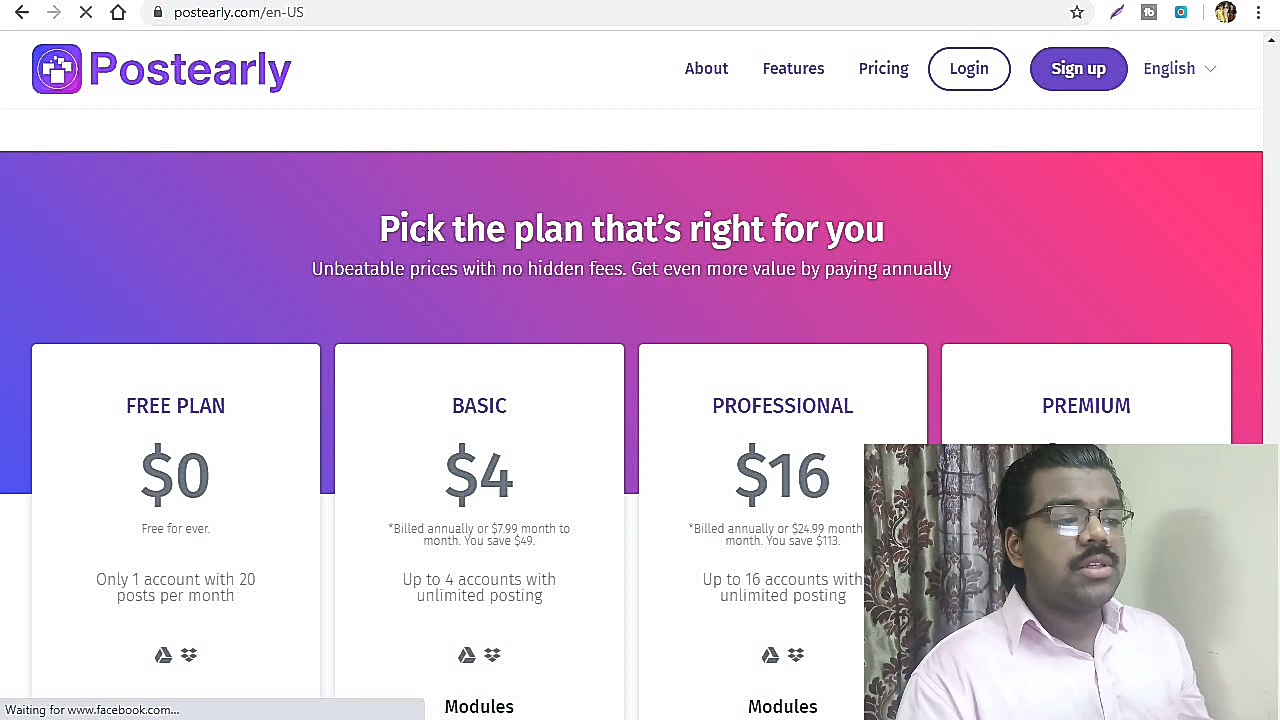 postearly.com/en-US
Postearly
About
Features
Pricing
Login
Sign up
English
Pick the plan that's right for you
Unbeatable prices with no hidden fees. Get even more value by paying annually
FREE PLAN
$0
Free for ever.
Only 1 account with 20
posts per month
BASIC
$4
*Billed annually or $7.99 month to
month. You save $49.
Up to 4 accounts with
unlimited posting
Modules
PROFESSIONAL
$16
*Billed annually or $24.99 month
month. You save $113.
Up to 16 accounts with
unlimited posting
Modules
PREMIUM
Waiting for www.facebook.com...